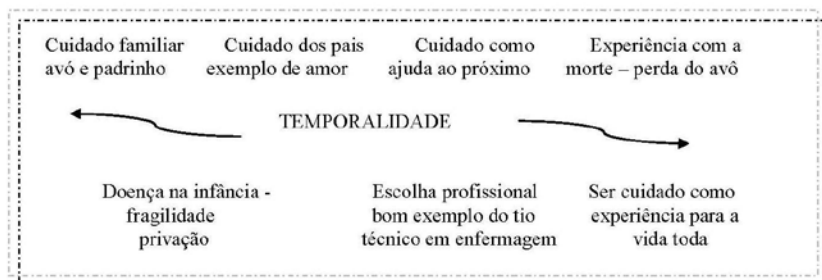 Cuidado familiar
avó e padrinho
Cuidado dos pais
exemplo de amor
Cuidado como
ajuda ao próximo
Experiência com a
morte – perda do avô
TEMPORALIDADE
Doença na infância -
fragilidade
privação
Escolha profissional
bom exemplo do tio
técnico em enfermagem
Ser cuidado como
experiência para a
vida toda